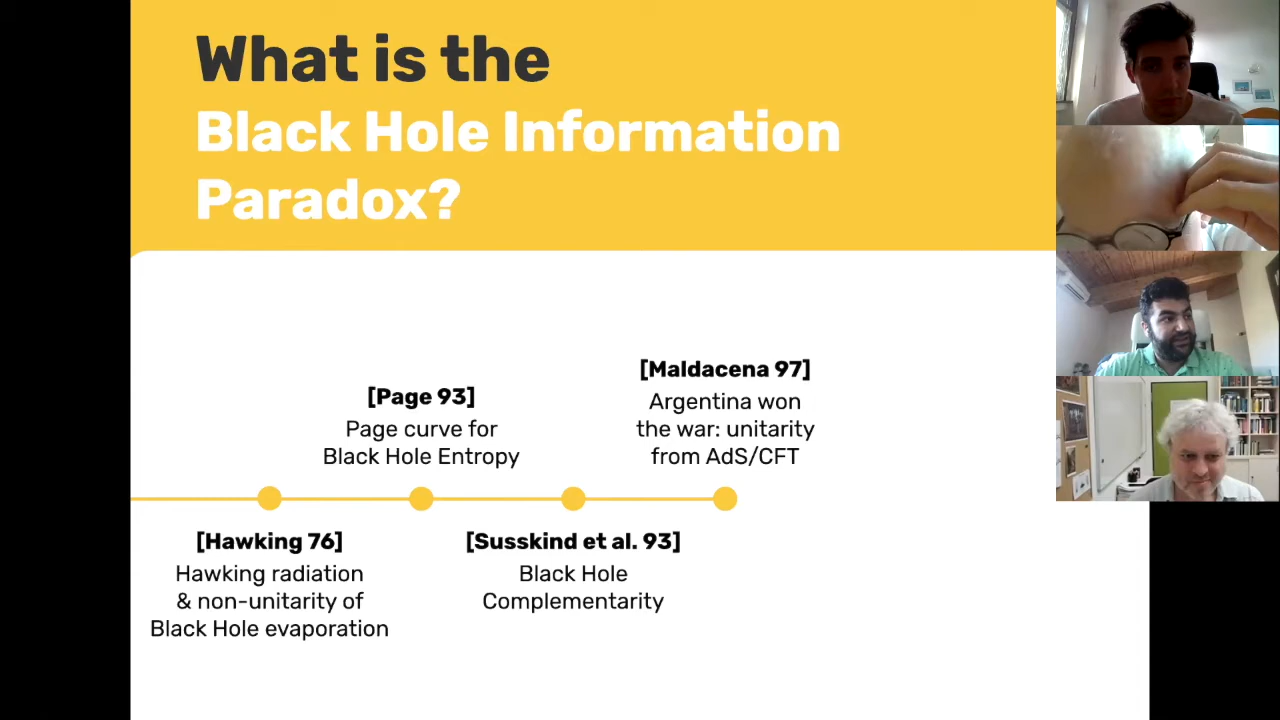 What is the
Black Hole Information
Paradox?
[Maldacena 97]
Argentina won
the war: unitarity
from AdS/CFT
[Page 93]
Page curve for
Black Hole Entropy
[Hawking 76]
Hawking radiation
& non-unitarity of
Black Hole evaporation
[Susskind et al. 93]
Black Hole
Complementarity